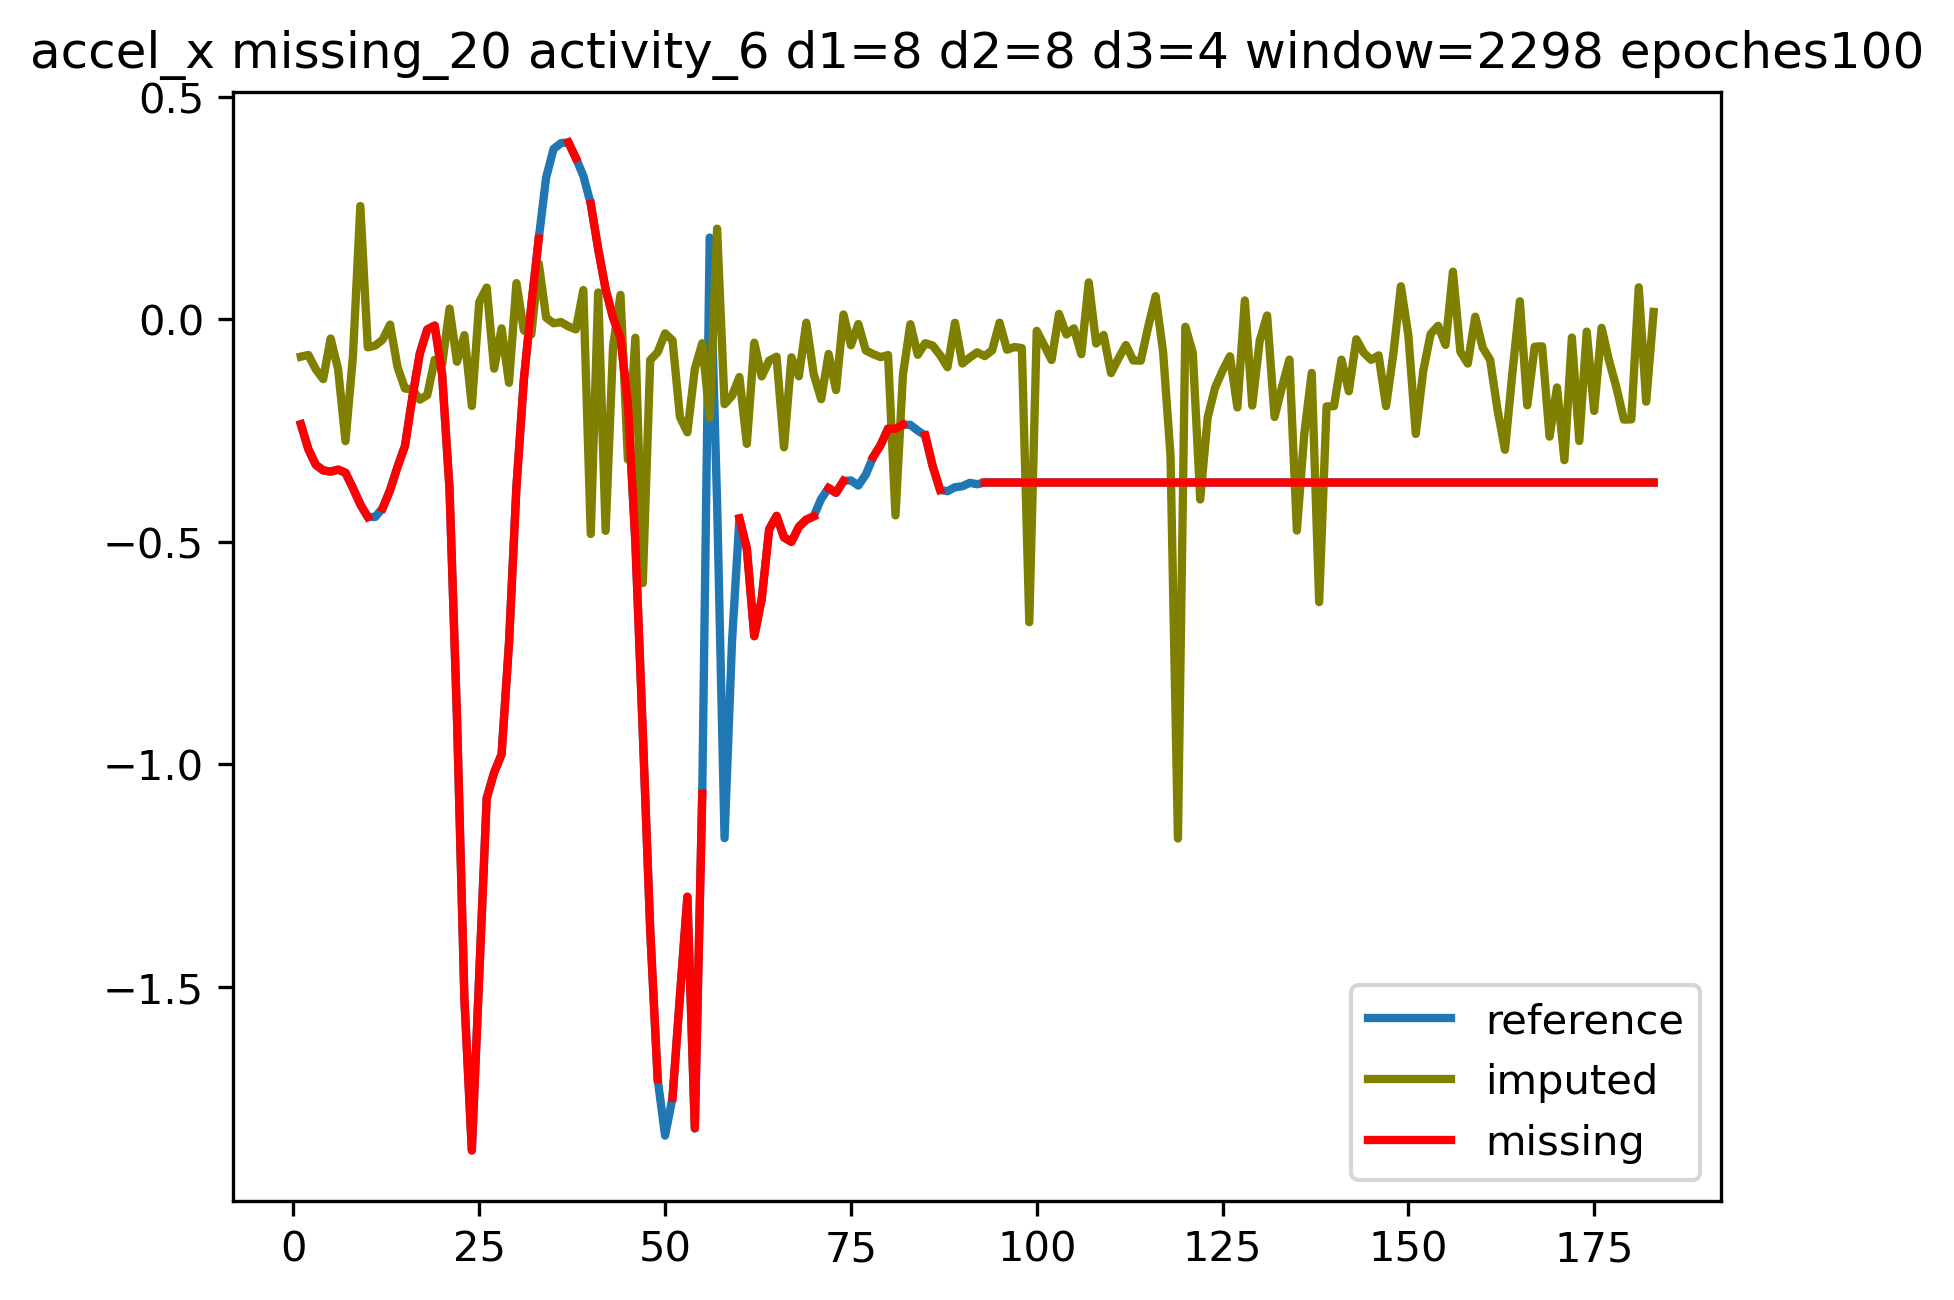 accel_x missing_20 activity_6 d1=8 d2=8 d3=4 window=2298 epoches100
0.5
0.0
−0.5
−1.0
−1.5
reference
imputed
missing
0 25 50 75 100 125 150 175